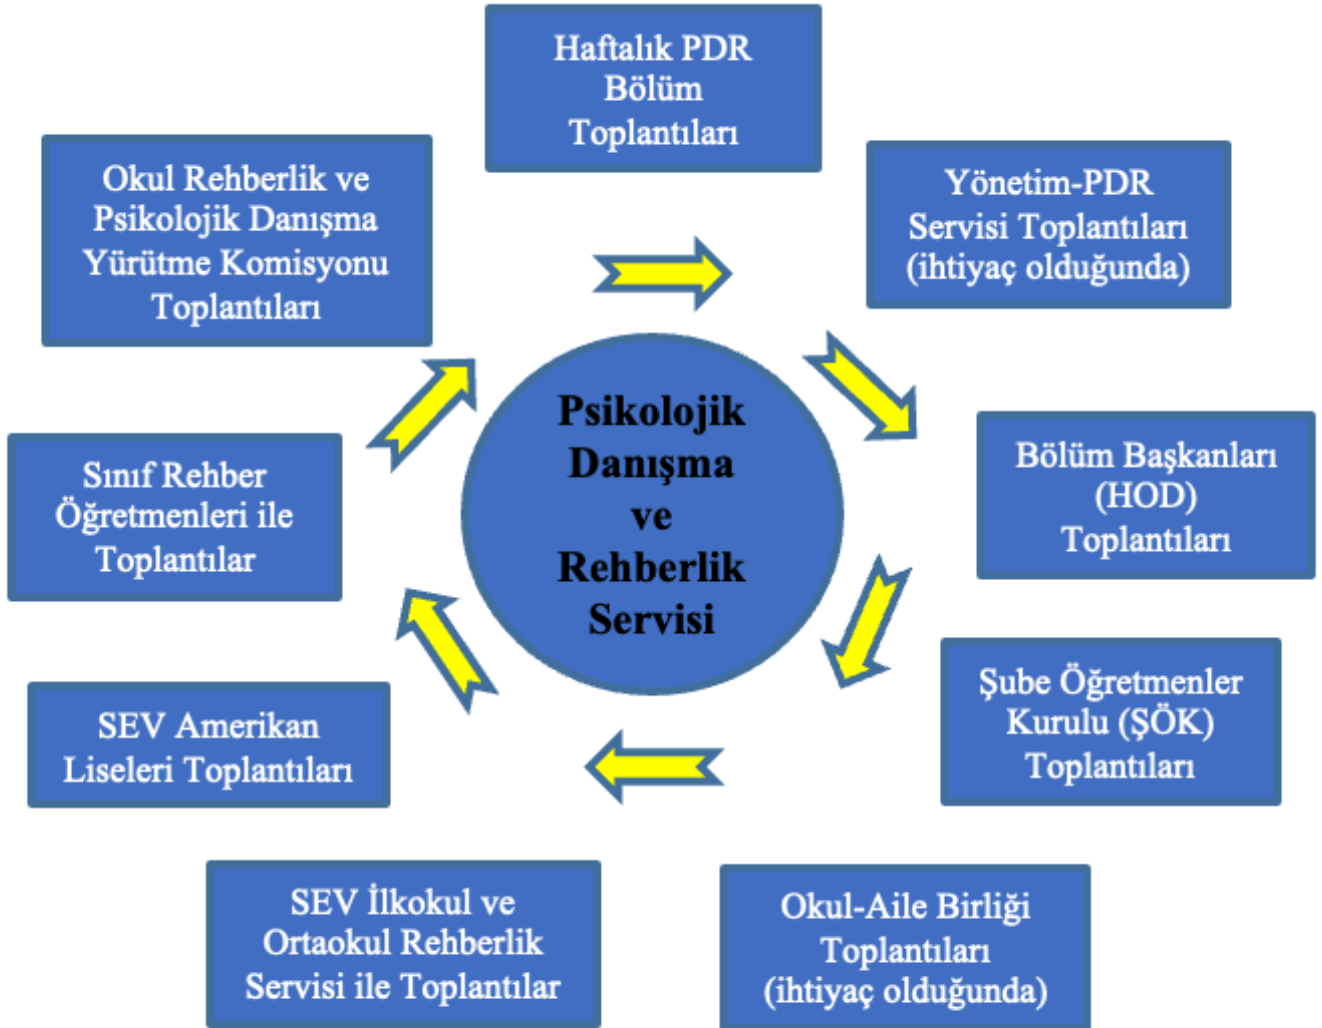 Haftalık PDR
Bölüm
Toplantıları
Yönetim-PDR
Servisi Toplantıları
(ihtiyaç olduğunda)
Bölüm Başkanları
(HOD)
Toplantıları
Şube Öğretmenler
Kurulu (ŞÖK)
Toplantıları
Okul-Aile Birliği
Toplantıları
(ihtiyaç olduğunda)
SEV İlkokul ve
Ortaokul Rehberlik
Servisi ile Toplantılar
SEV Amerikan
Liseleri Toplantıları
Sınıf Rehber
Öğretmenleri ile
Toplantılar
Okul Rehberlik ve
Psikolojik Danışma
Yürütme Komisyonu
Toplantıları
Psikolojik
Danışma
ve
Rehberlik
Servisi